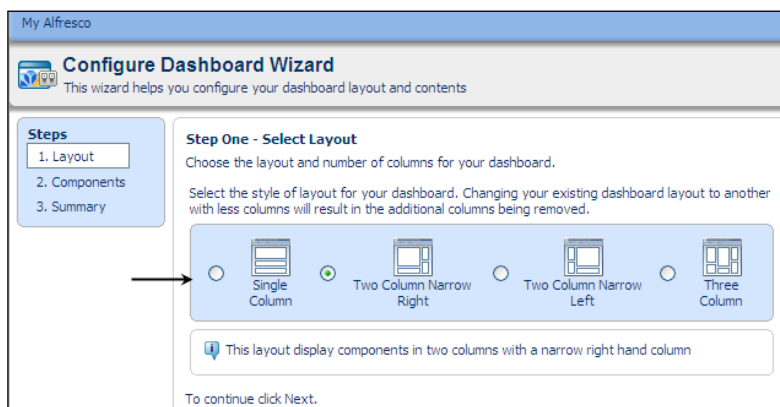 My Alfresco
Configure Dashboard Wizard
This wizard helps you configure your dashboard layout and contents
Steps
1. Layout
2. Components
3. Summary
Step One - Select Layout
Choose the layout and number of columns for your dashboard.
Select the style of layout for your dashboard. Changing your existing dashboard layout to another
with less columns will result in the additional columns being removed.
Single
Column
Two Column Narrow
Right
Two Column Narrow
Left
Three
Column
This layout display components in two columns with a narrow right hand column
To continue click Next.